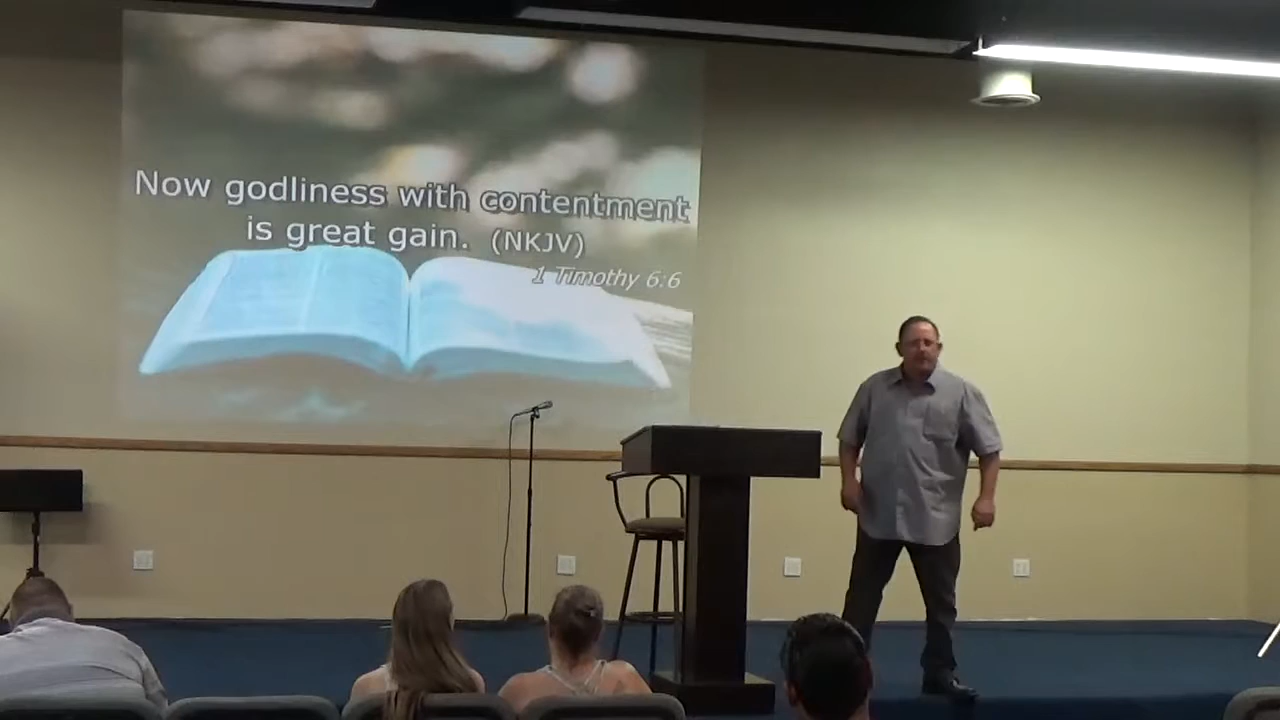 Now godliness with contentment
is great gain. (NKJV)
1 Timothy 6:6